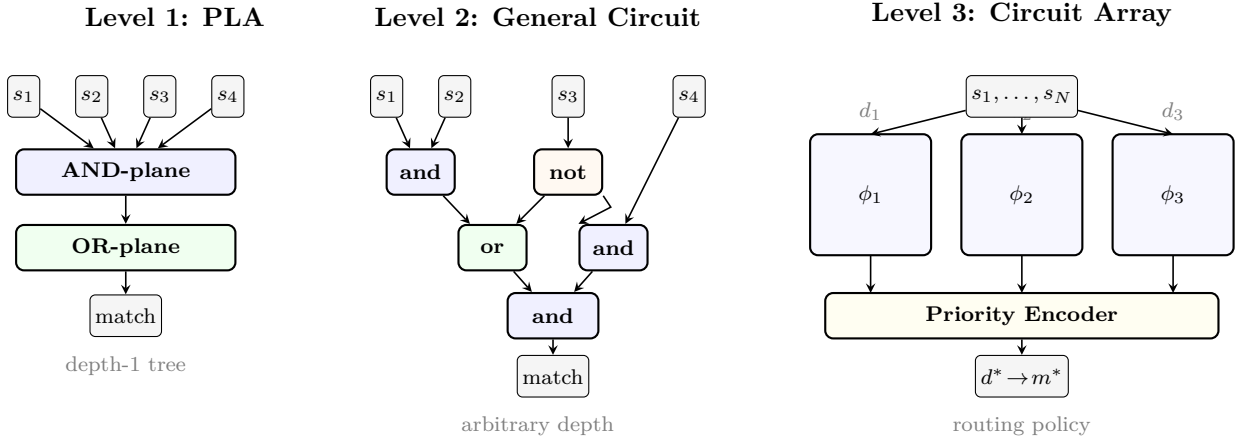 Level 1: PLA
s₁ s₂ s₃ s₄
AND-plane
OR-plane
match
depth-1 tree
Level 2: General Circuit
s₁ s₂ s₃ s₄
and not
or and
and
match
arbitrary depth
Level 3: Circuit Array
s₁, . . . , s_N
d₁ d₃
ϕ₁ ϕ₂ ϕ₃
Priority Encoder
d* → m*
routing policy